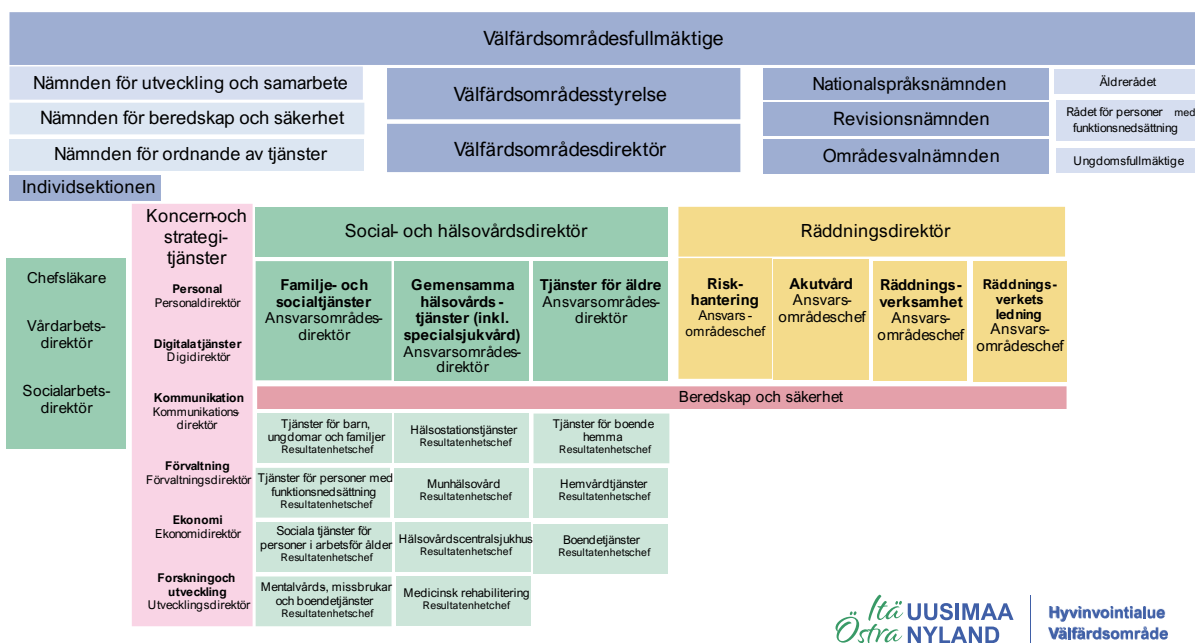 Välfärdsområdesfullmäktige
Nämnden för utveckling och samarbete
Nämnden för beredskap och säkerhet
Nämnden för ordnande av tjänster
Individsektionen
Välfärdsområdesstyrelse
Välfärdsområdesdirektör
Nationalspråksnämnden
Revisionsnämnden
Områdesvalnämnden
Äldrerådet
Rådet för personer med
funktionsnedsättning
Ungdomsfullmäktige
Chefsläkare
Vårdarbets-
direktör
Socialarbets-
direktör
Koncern-och
strategi-
tjänster
Personal
Personaldirektör
Digitala tjänster
Digidirektör
Kommunikation
Kommunikations
direktör
Förvaltning
Förvaltningsdirektör
Ekonomi
Ekonomidirektör
Forskningoch
utveckling
Utvecklingsdirektör
Social- och hälsovårdsdirektör
Familje- och
socialtjänster
Ansvarsområdes-
direktör
Gemensamma
hälsovårds-
tjänster (inkl.
specialsjukvård)
Ansvarsområdes-
direktör
Tjänster för äldre
Ansvarsområdes-
direktör
Räddningsdirektör
Risk-
hantering
Ansvars-
områdeschef
Akutvård
Ansvars-
områdeschef
Räddnings-
verksamhet
Ansvars-
områdeschef
Räddnings-
verkets
ledning
Ansvars-
områdeschef
Beredskap och säkerhet
Tjänster för barn,
ungdomar och familjer
Resultatenhetschef
Tjänster för personer med
funktionsnedsättning
Resultatenhetschef
Sociala tjänster för
personer i arbetsför ålder
Resultatenhetschef
Mentalvårds, missbrukar
och boendetjänster
Resultatenhetschef
Hälsostationstjänster
Resultatenhetschef
Munhälsovård
Resultatenhetschef
Hälsovårdscentralsjukhus
Resultatenhetschef
Medicinsk rehabilitering
Resultatenhetchef
Tjänster för boende
hemma
Resultatenhetschef
Hemvårdtjänster
Resultatenhetschef
Boendetjänster
Resultatenhetschef
Itä UUSIMAA
Östra NYLAND
Hyvinvointialue
Välfärdsområde